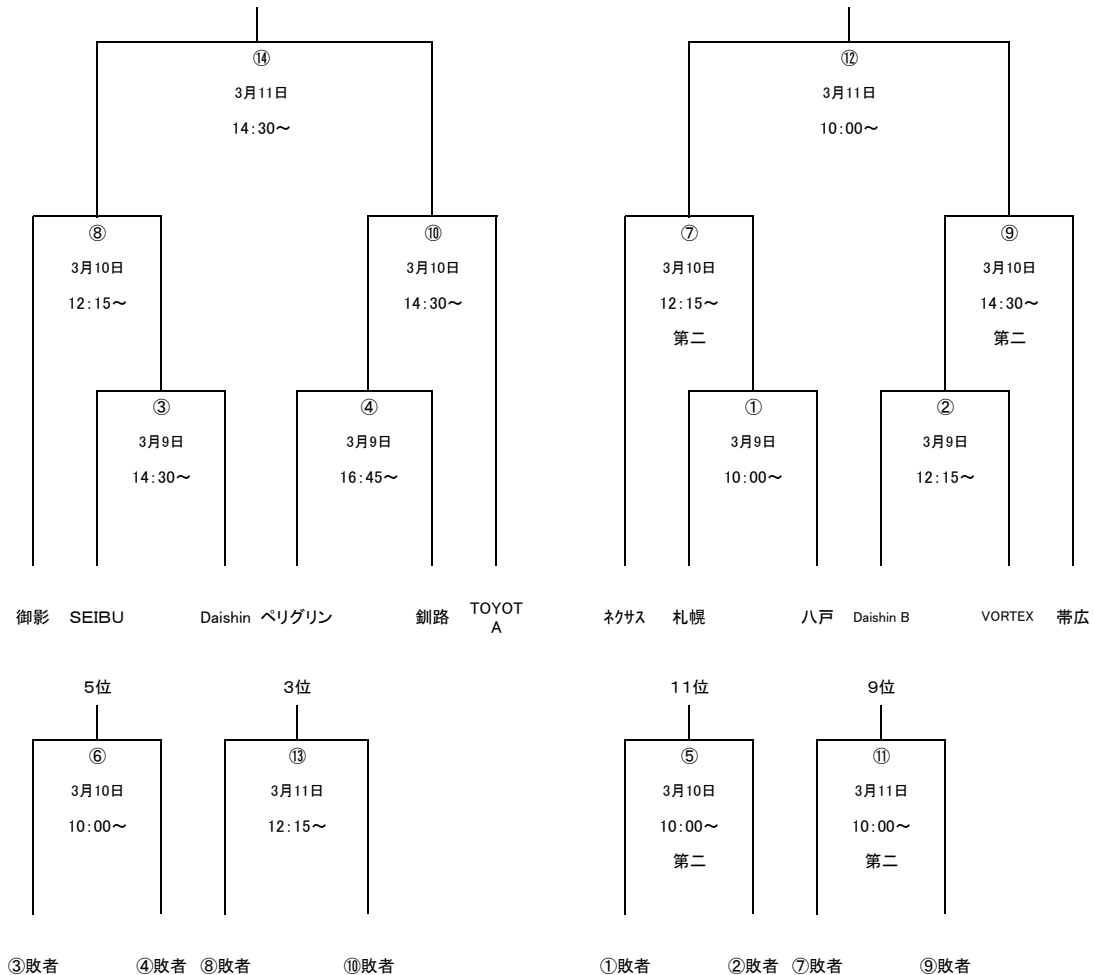 ⑭
3月11日
14:30～
⑧
3月10日
12:15～
⑩
3月10日
14:30～
③
3月9日
14:30～
④
3月9日
16:45～
御影 SEIBU Daishin ペリグリン 釧路 TOYOT
A
⑫
3月11日
10:00～
⑦
3月10日
12:15～
第二
⑨
3月10日
14:30～
第二
①
3月9日
10:00～
②
3月9日
12:15～
ネクサス 札幌 八戸 Daishin B VORTEX 帯広
5位
⑥
3月10日
10:00～
③敗者 ④敗者
3位
⑬
3月11日
12:15～
⑧敗者 ⑩敗者
11位
⑤
3月10日
10:00～
第二
①敗者 ②敗者
9位
⑪
3月11日
10:00～
第二
⑦敗者 ⑨敗者